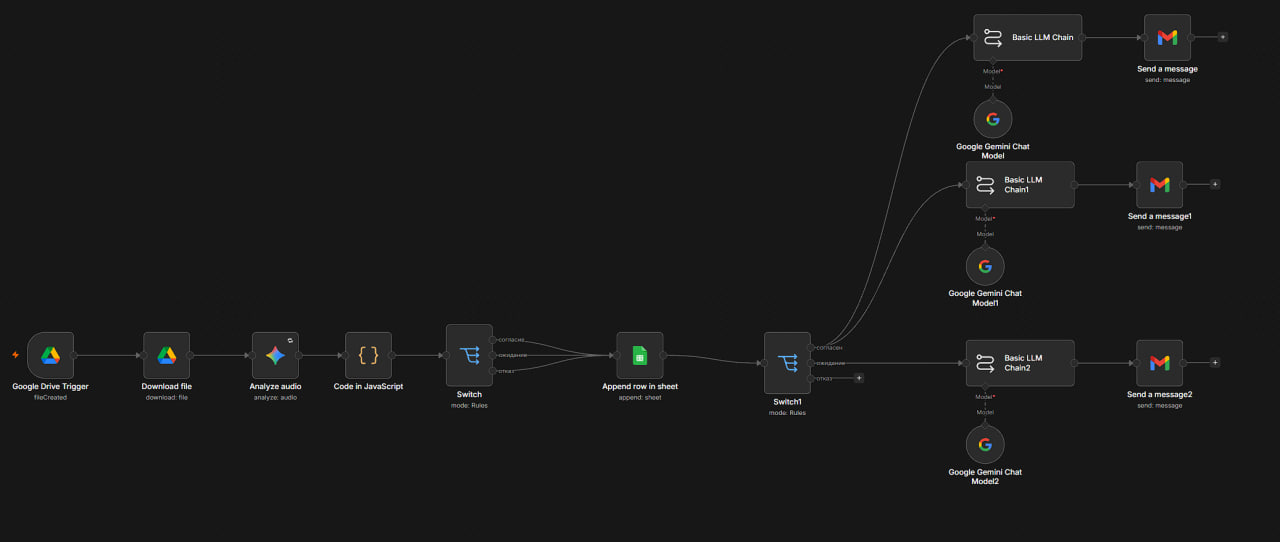 Basic LLM Chain
Send a message
send: message
Model*
Model
Google Gemini Chat
Model
Basic LLM
Chain1
Send a message1
send: message
Model*
Model
Google Gemini Chat
Model1
Google Drive Trigger
fileCreated
Download file
download: file
Analyze audio
analyze: audio
Code in JavaScript
согласие
ожидание
отказ
Switch
mode: Rules
Append row in sheet
append: sheet
согласен
ожидание
отказ
Switch1
mode: Rules
Basic LLM
Chain2
Send a message2
send: message
Model*
Model
Google Gemini Chat
Model2